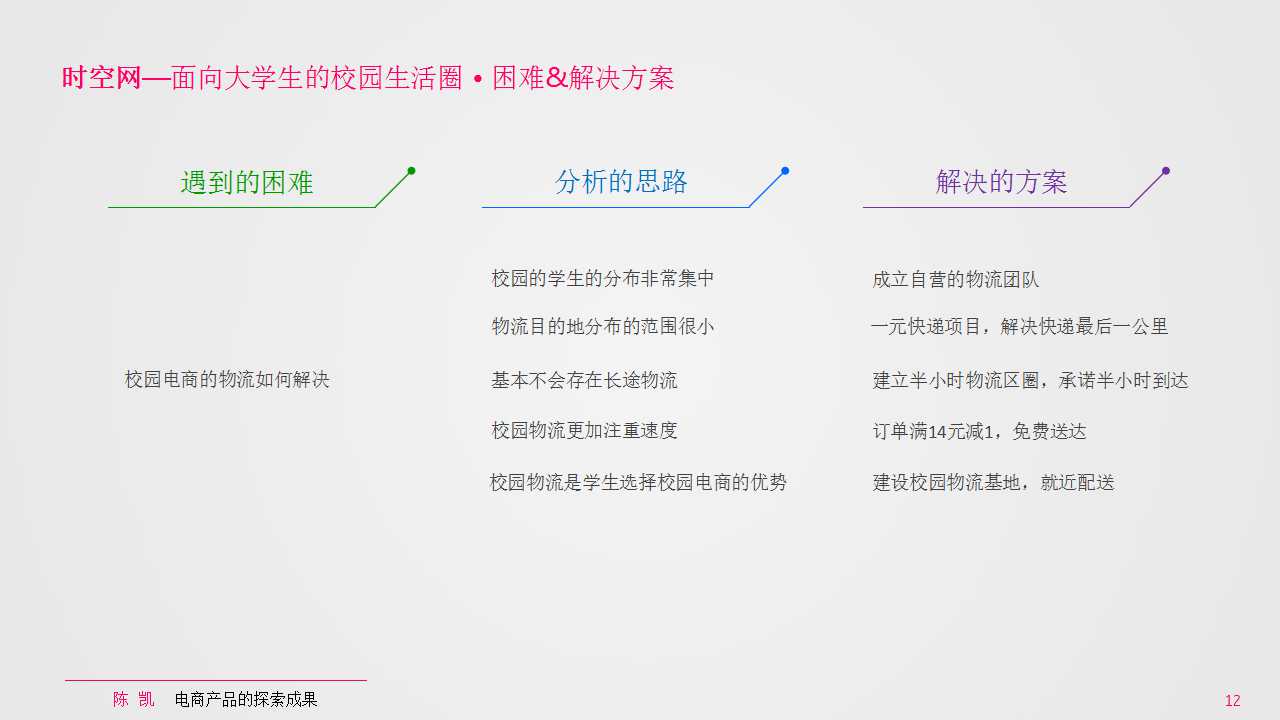 时空网—面向大学生的校园生活圈·困难&解决方案
遇到的困难
校园电商的物流如何解决
分析的思路
校园的学生的分布非常集中
物流目的地分布的范围很小
基本不会存在长途物流
校园物流更加注重速度
校园物流是学生选择校园电商的优势
解决的方案
成立自营的物流团队
一元快递项目，解决快递最后一公里
建立半小时物流区圈，承诺半小时到达
订单满14元减1，免费送达
建设校园物流基地，就近配送
陈 凯 电商产品的探索成果
12